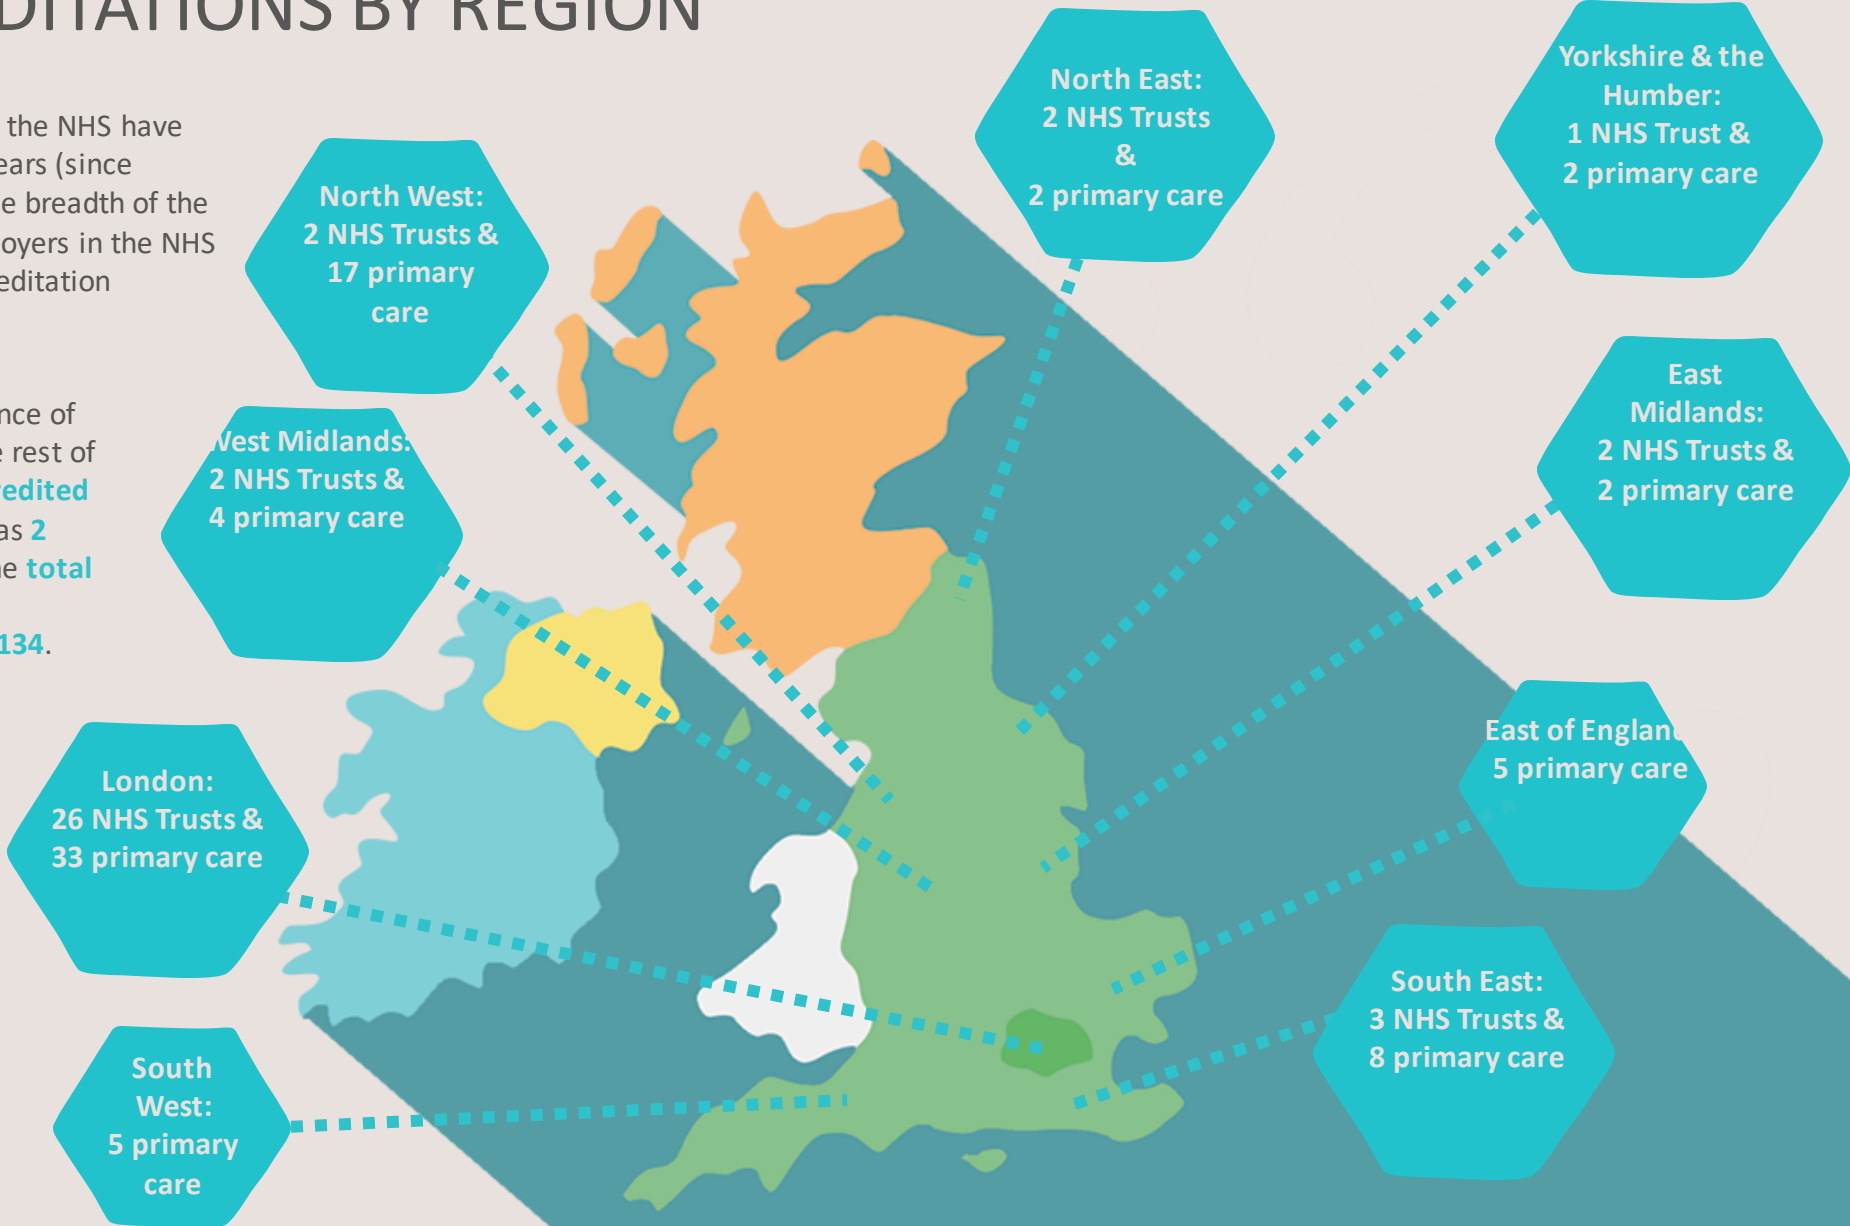 DITATIONS BY REGION
the NHS have
ears (since
e breadth of the
oyers in the NHS
editation
nce of
e rest of
redited
as 2
he total
134.
North West:
2 NHS Trusts &
17 primary
care
North East:
2 NHS Trusts
&
2 primary care
Yorkshire & the
Humber:
1 NHS Trust &
2 primary care
West Midlands:
2 NHS Trusts &
4 primary care
East
Midlands:
2 NHS Trusts &
2 primary care
London:
26 NHS Trusts &
33 primary care
East of England
5 primary care
South East:
3 NHS Trusts &
8 primary care
South
West:
5 primary
care